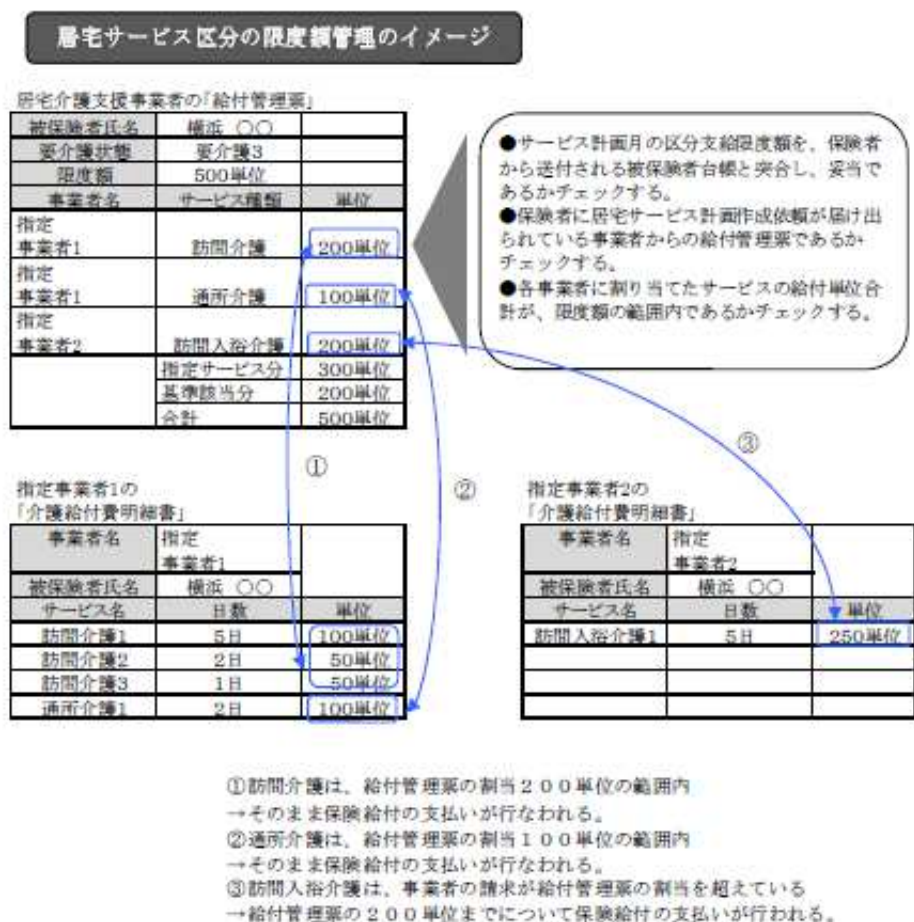 居宅サービス区分の限度額管理のイメージ
居宅介護支援事業者の「給付管理票」
被保険者氏名 横浜 〇〇
要介護状態 要介護3
限度額 500単位
事業者名 サービス種類 単位
指定
事業者1 訪問介護 200単位
指定
事業者1 通所介護 100単位
指定
事業者2 訪問入浴介護 200単位
指定サービス分 300単位
基準該当分 200単位
合計 500単位
●サービス計画月の区分支給限度額を、保険者
から送付される被保険者台帳と突合し、妥当で
あるかチェックする。
●保険者に居宅サービス計画作成依頼が届け出
られている事業者からの給付管理票であるか
チェックする。
●各事業者に割り当てたサービスの給付単位合
計が、限度額の範囲内であるかチェックする。
①
②
③
指定事業者1の
「介護給付費明細書」
事業者名 指定
事業者1
被保険者氏名 横浜 〇〇
サービス名 日数 単位
訪問介護1 5日 100単位
訪問介護2 2日 50単位
訪問介護3 1日 50単位
通所介護1 2日 100単位
指定事業者2の
「介護給付費明細書」
事業者名 指定
事業者2
被保険者氏名 横浜 〇〇
サービス名 日数 単位
訪問入浴介護1 5日 250単位
①訪問介護は、給付管理票の割当200単位の範囲内
→そのまま保険給付の支払いが行なわれる。
②通所介護は、給付管理票の割当100単位の範囲内
→そのまま保険給付の支払いが行なわれる。
③訪問入浴介護は、事業者の請求が給付管理票の割当を超えている
→給付管理票の200単位までについて保険給付の支払いが行われる。